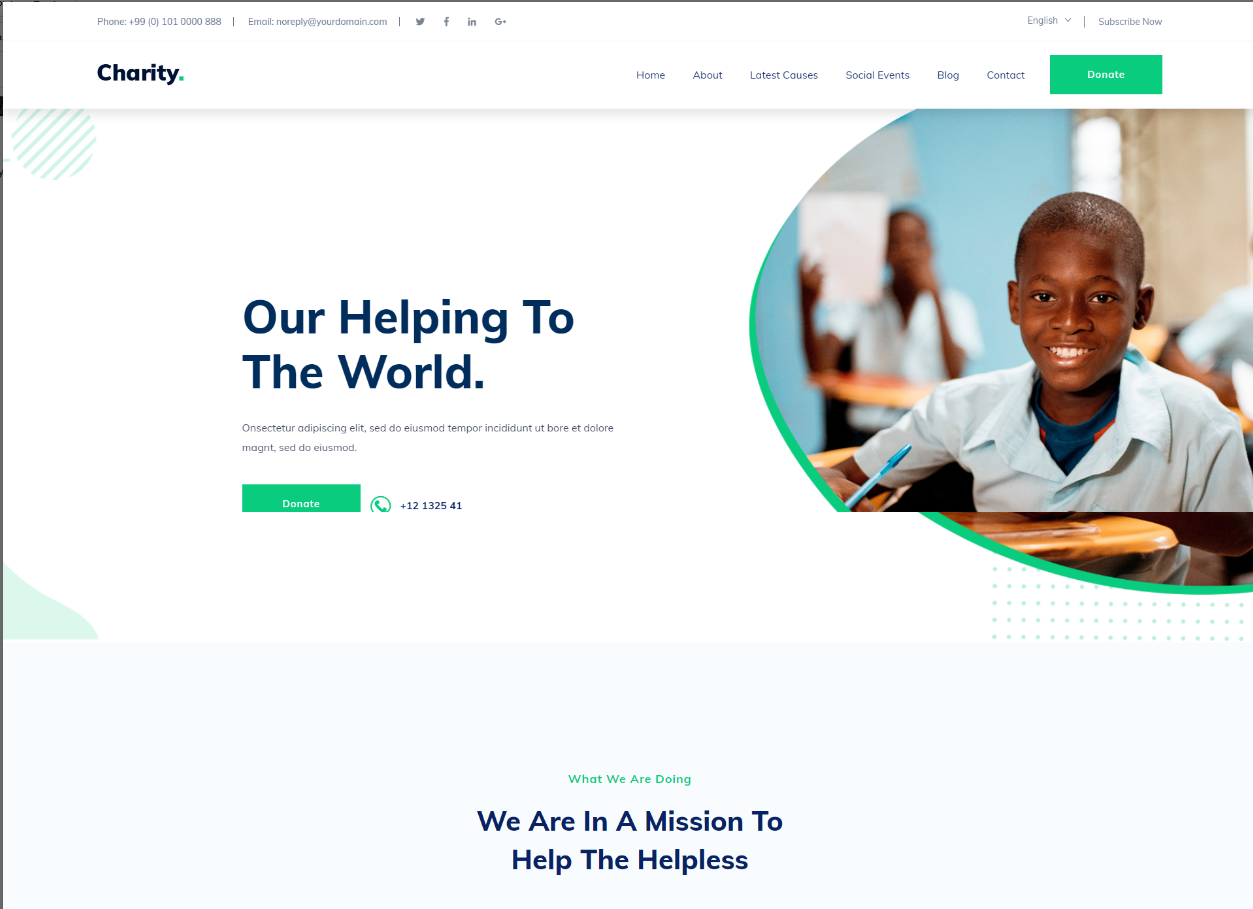 Phone: +99 (0) 101 0000 888 | Email: noreply@yourdomain.com |
English | Subscribe Now
Charity.
Home About Latest Causes Social Events Blog Contact Donate
Our Helping To
The World.
Onsectetur adipiscing elit, sed do eiusmod tempor incididunt ut bore et dolore
magnt, sed do eiusmod.
Donate +12 1325 41
What We Are Doing
We Are In A Mission To
Help The Helpless